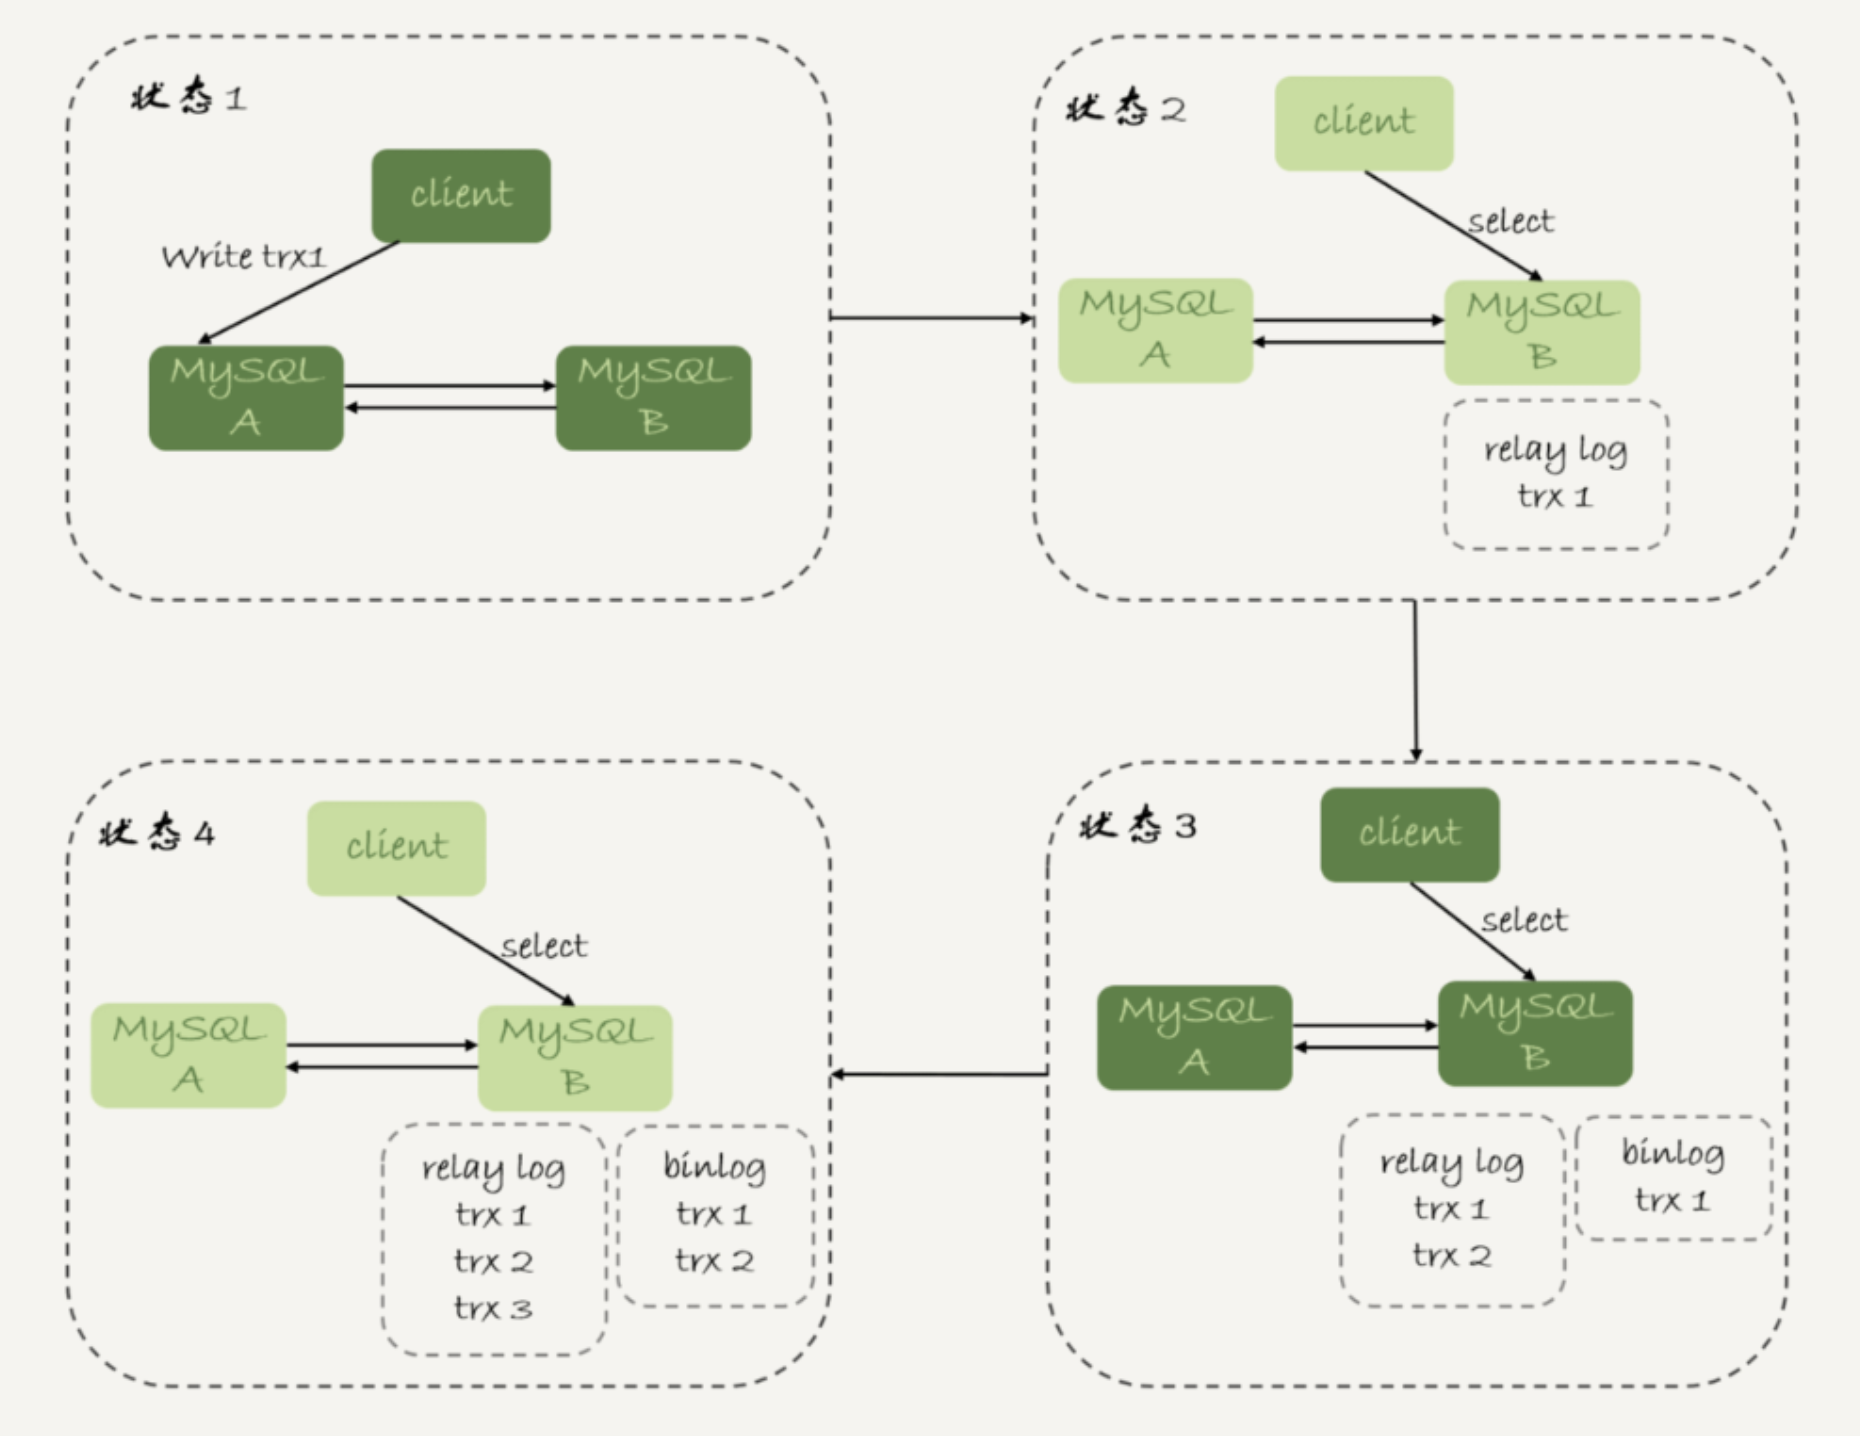 状态1
client
Write trx1
MySQL
A
MySQL
B
状态2
client
select
MySQL
A
MySQL
B
relay log
trx 1
状态3
client
select
MySQL
A
MySQL
B
relay log
trx 1
trx 2
binlog
trx 1
状态4
client
select
MySQL
A
MySQL
B
relay log
trx 1
trx 2
trx 3
binlog
trx 1
trx 2